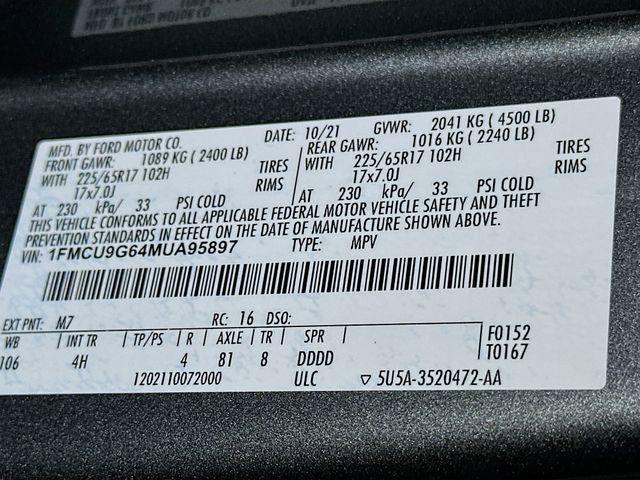 MFD. BY FORD MOTOR CO.
DATE: 10/21 GVWR: 2041 KG ( 4500 LB)
FRONT GAWR: 1089 KG ( 2400 LB) REAR GAWR: 1016 KG ( 2240 LB)
WITH 225/65R17 102H TIRES WITH 225/65R17 102H TIRES
17x7.0J RIMS 17x7.0J RIMS
AT 230 kPa/ 33 PSI COLD AT 230 kPa/ 33 PSI COLD
THIS VEHICLE CONFORMS TO ALL APPLICABLE FEDERAL MOTOR VEHICLE SAFETY AND THEFT
PREVENTION STANDARDS IN EFFECT ON THE DATE OF MANUFACTURE SHOWN ABOVE.
VIN: 1FMCU9G64MUA95897 TYPE: MPV
EXT PNT: M7 RC: 16 DSO:
WB INT TR TP/PS R AXLE TR SPR F0152
106 4H 4 81 8 DDDD T0167
1202110072000 ULC 5U5A-3520472-AA